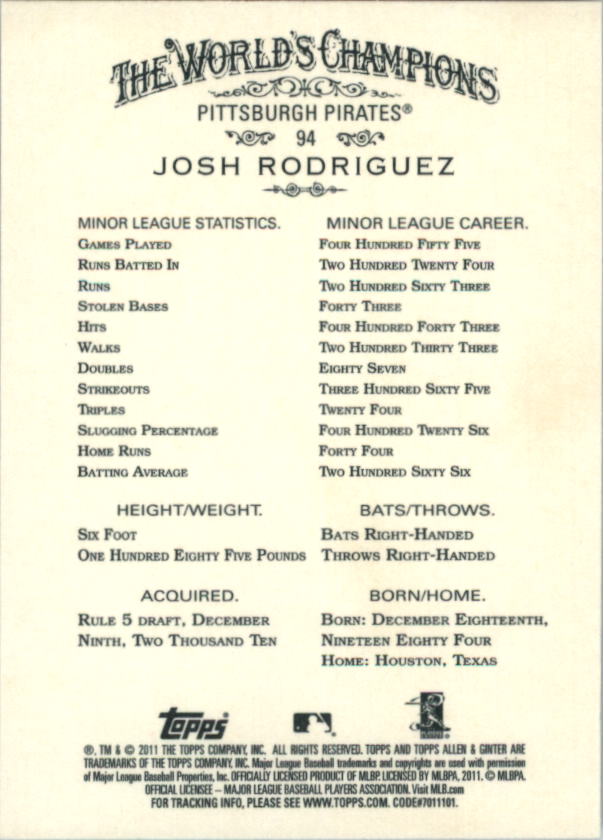 THE WORLD'S CHAMPIONS
PITTSBURGH PIRATES®
94
JOSH RODRIGUEZ
MINOR LEAGUE STATISTICS. MINOR LEAGUE CAREER.
GAMES PLAYED FOUR HUNDRED FIFTY FIVE
RUNS BATTED IN TWO HUNDRED TWENTY FOUR
RUNS TWO HUNDRED SIXTY THREE
STOLEN BASES FORTY THREE
HITS FOUR HUNDRED FORTY THREE
WALKS TWO HUNDRED THIRTY THREE
DOUBLES EIGHTY SEVEN
STRIKEOUTS THREE HUNDRED SIXTY FIVE
TRIPLES TWENTY FOUR
SLUGGING PERCENTAGE FOUR HUNDRED TWENTY SIX
HOME RUNS FORTY FOUR
BATTING AVERAGE TWO HUNDRED SIXTY SIX
HEIGHT/WEIGHT. BATS/THROWS.
SIX FOOT BATS RIGHT-HANDED
ONE HUNDRED EIGHTY FIVE POUNDS THROWS RIGHT-HANDED
ACQUIRED. BORN/HOME.
RULE 5 DRAFT, DECEMBER BORN: DECEMBER EIGHTEENTH,
NINTH, TWO THOUSAND TEN NINETEEN EIGHTY FOUR
HOME: HOUSTON, TEXAS
Topps®
®, TM & © 2011 THE TOPPS COMPANY, INC. ALL RIGHTS RESERVED. TOPPS AND TOPPS ALLEN & GINTER ARE
TRADEMARKS OF THE TOPPS COMPANY, INC. Major League Baseball trademarks and copyrights are used with permission
of Major League Baseball Properties, Inc. OFFICIALLY LICENSED PRODUCT OF MLBP. LICENSED BY MLBPA, 2011. © MLBPA.
OFFICIAL LICENSEE – MAJOR LEAGUE BASEBALL PLAYERS ASSOCIATION. Visit MLB.com
FOR TRACKING INFO, PLEASE SEE WWW.TOPPS.COM. CODE#7011101.